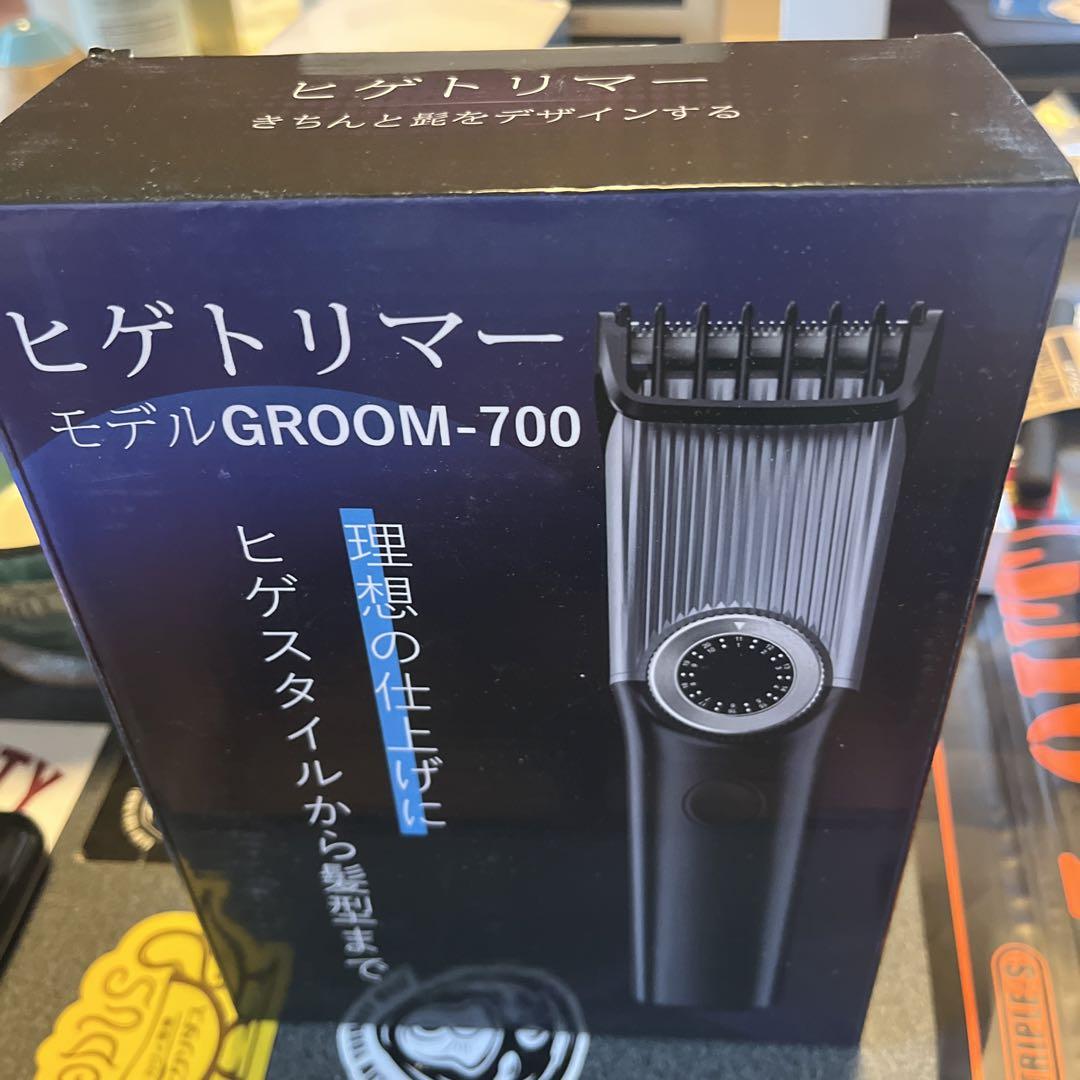 ヒゲトリマー
きちんと髭をデザインする
ヒゲトリマー
モデルGROOM-700
理想の仕上げに
ヒゲスタイルから髪型まで
TY
TRIPLE-S